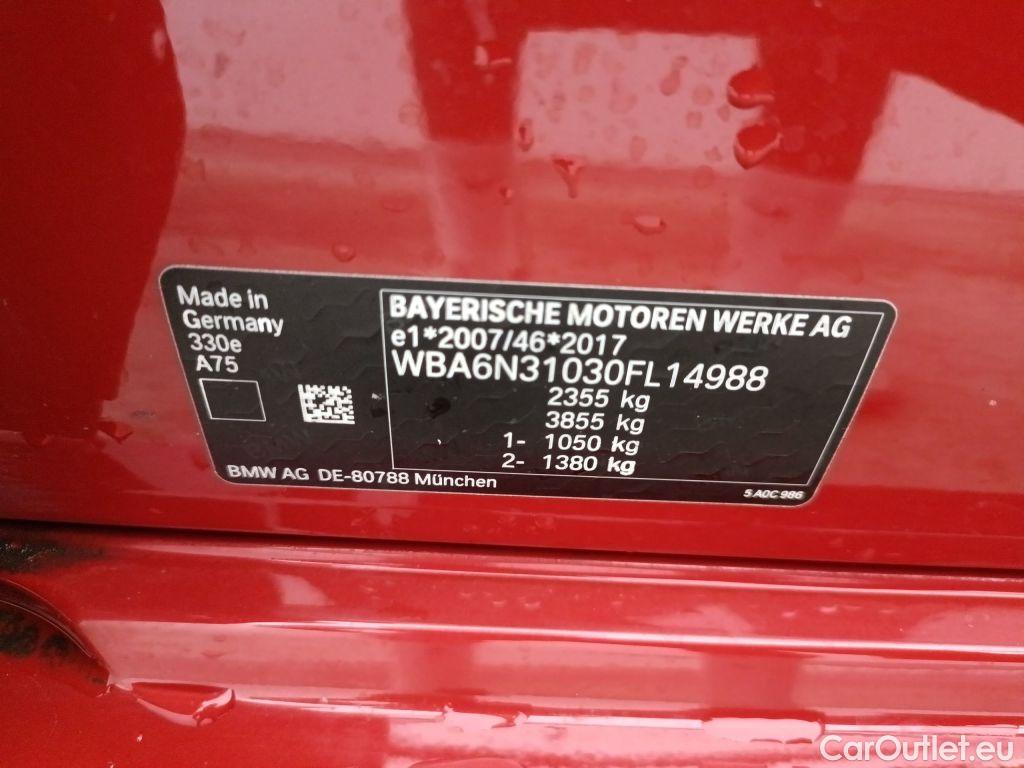 Made in
Germany
330e
A75
BAYERISCHE MOTOREN WERKE AG
e1*2007/46*2017
WBA6N31030FL14988
2355 kg
3855 kg
1- 1050 kg
2- 1380 kg
BMW AG DE-80788 München
5 A0C 986
CarOutlet.eu